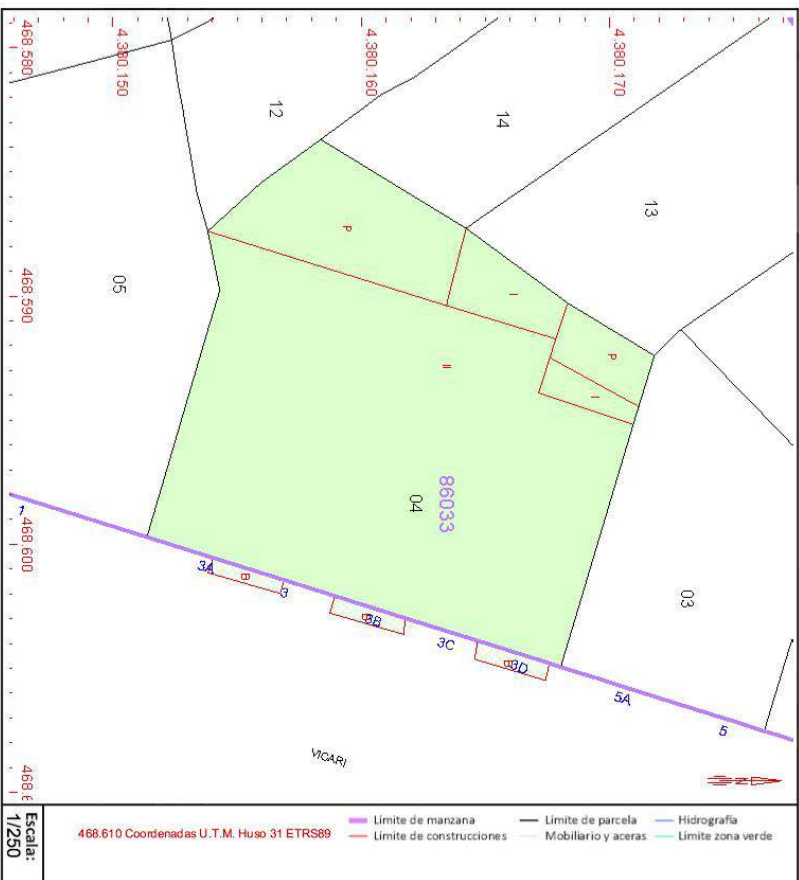 468.580
4.380.150
4.380.160
4.380.170
12
14
13
P
468.590
05
I
P
II
I
86033
04
03
1
468.600
3A
B
3
B
3B
3C
B
3D
5A
5
VICARI
N
Escala:
1/250
468.610 Coordenadas U.T.M. Huso 31 ETRS89
Límite de manzana
Límite de parcela
Hidrografía
Límite de construcciones
Mobiliario y aceras
Límite zona verde